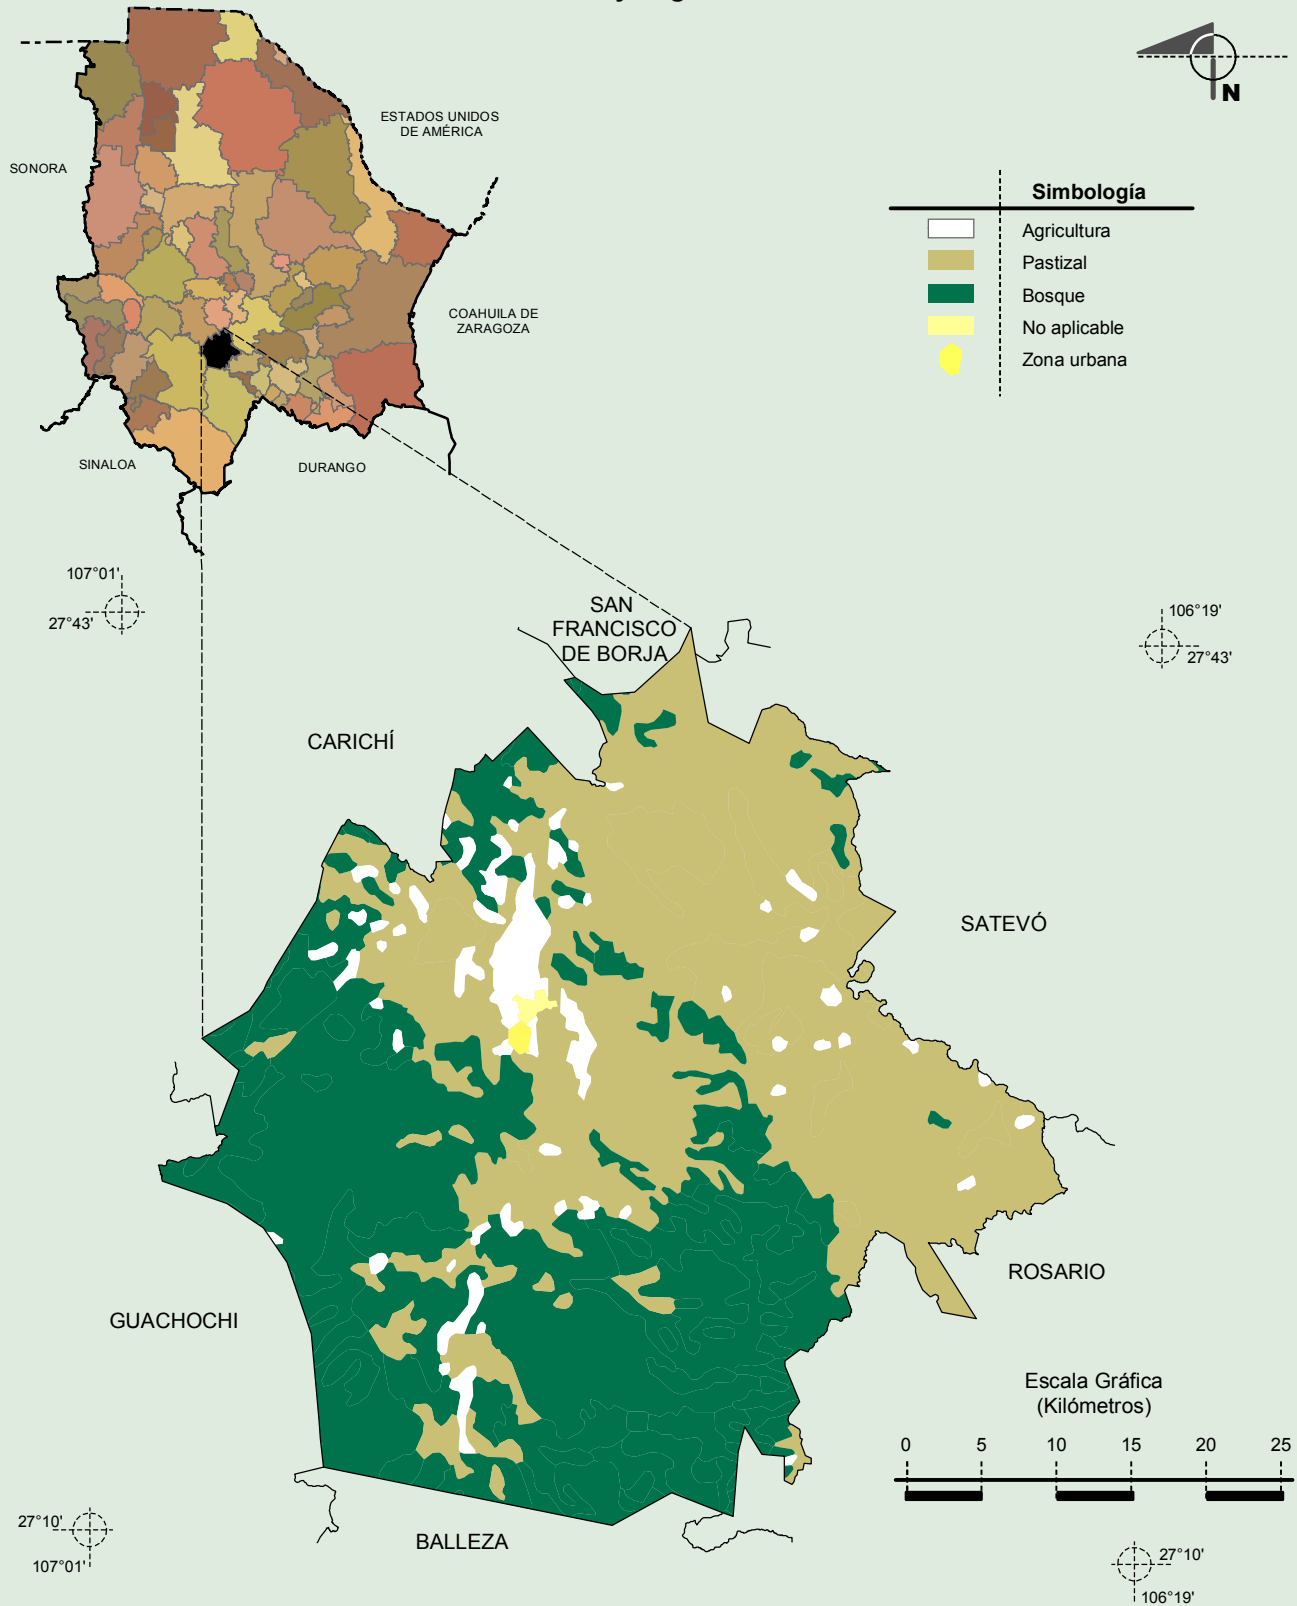 N
ESTADOS UNIDOS
DE AMÉRICA
SONORA
COAHUILA DE
ZARAGOZA
SINALOA
DURANGO
Simbología
Agricultura
Pastizal
Bosque
No aplicable
Zona urbana
107°01'
27°43'
106°19'
27°43'
SAN
FRANCISCO
DE BORJA
CARICHÍ
SATEVÓ
ROSARIO
GUACHOCHI
BALLEZA
Escala Gráfica
(Kilómetros)
0 5 10 15 20 25
27°10'
107°01'
27°10'
106°19'